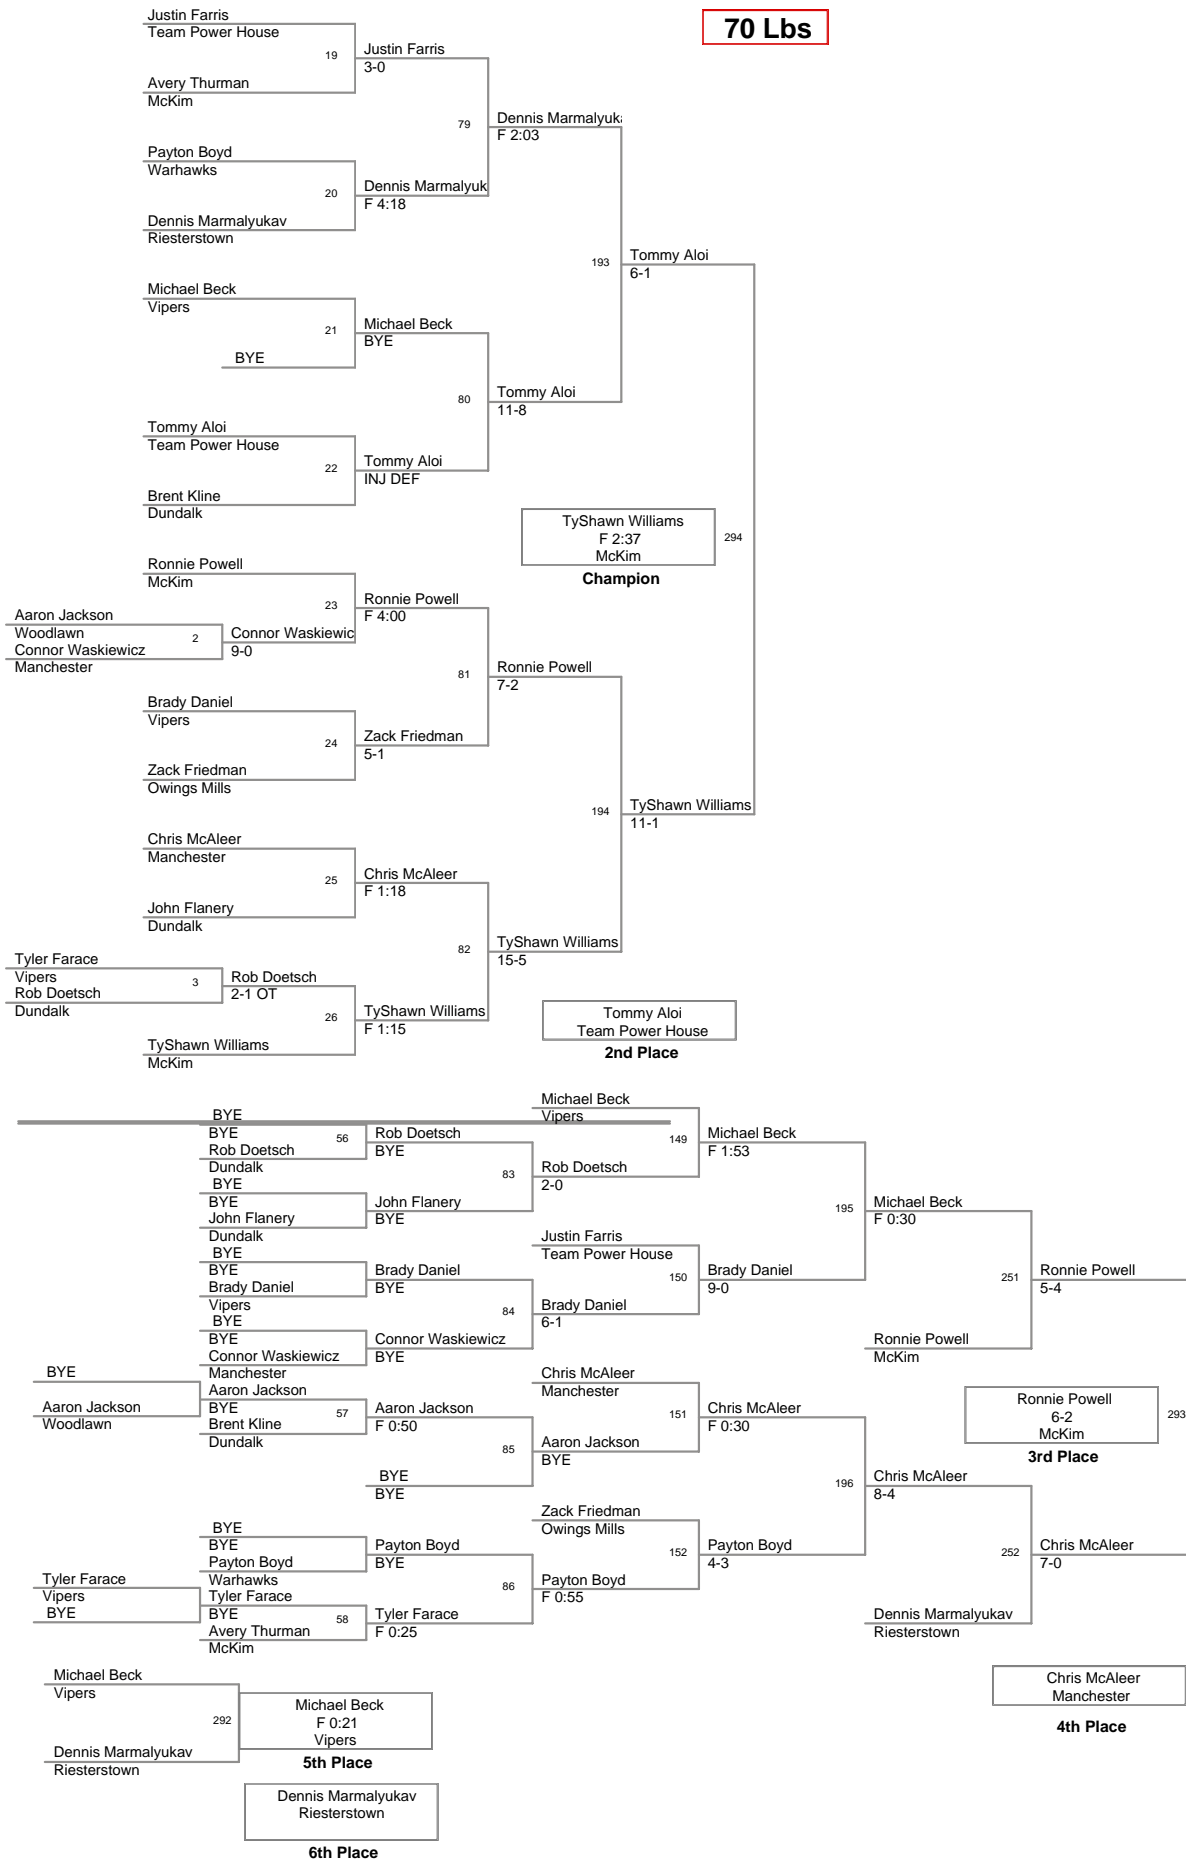 70 Lbs
Justin Farris
Team Power House
19
Justin Farris
3-0
Avery Thurman
McKim
79
Dennis Marmalyuk
F 2:03
Payton Boyd
Warhawks
20
Dennis Marmalyuk
F 4:18
Dennis Marmalyukav
Riesterstown
193
Tommy Aloi
6-1
Michael Beck
Vipers
21
Michael Beck
BYE
BYE
80
Tommy Aloi
11-8
Tommy Aloi
Team Power House
22
Tommy Aloi
INJ DEF
Brent Kline
Dundalk
TyShawn Williams
F 2:37
McKim
294
Champion
Ronnie Powell
McKim
23
Ronnie Powell
F 4:00
Aaron Jackson
Woodlawn
2
Connor Waskiewic
9-0
Connor Waskiewicz
Manchester
81
Ronnie Powell
7-2
Brady Daniel
Vipers
24
Zack Friedman
5-1
Zack Friedman
Owings Mills
194
TyShawn Williams
11-1
Chris McAleer
Manchester
25
Chris McAleer
F 1:18
John Flanery
Dundalk
82
TyShawn Williams
15-5
Tyler Farace
Vipers
3
Rob Doetsch
2-1 OT
Rob Doetsch
Dundalk
26
TyShawn Williams
F 1:15
TyShawn Williams
McKim
Tommy Aloi
Team Power House
2nd Place
Michael Beck
Vipers
BYE
BYE
56
Rob Doetsch
BYE
Rob Doetsch
Dundalk
149
Michael Beck
F 1:53
83
Rob Doetsch
2-0
BYE
BYE
John Flanery
BYE
John Flanery
Dundalk
195
Michael Beck
F 0:30
Justin Farris
Team Power House
BYE
BYE
Brady Daniel
BYE
Brady Daniel
Vipers
150
Brady Daniel
9-0
251
Ronnie Powell
5-4
84
Brady Daniel
6-1
BYE
BYE
Connor Waskiewicz
BYE
Connor Waskiewicz
Manchester
Ronnie Powell
McKim
BYE
Chris McAleer
Manchester
Aaron Jackson
BYE
Aaron Jackson
Woodlawn
57
Aaron Jackson
F 0:50
Brent Kline
Dundalk
151
Chris McAleer
F 0:30
Ronnie Powell
6-2
McKim
293
3rd Place
85
Aaron Jackson
BYE
BYE
BYE
196
Chris McAleer
8-4
Zack Friedman
Owings Mills
BYE
BYE
Payton Boyd
BYE
Payton Boyd
Warhawks
152
Payton Boyd
4-3
252
Chris McAleer
7-0
Tyler Farace
Vipers
BYE
86
Payton Boyd
F 0:55
Tyler Farace
BYE
58
Tyler Farace
F 0:25
Avery Thurman
McKim
Dennis Marmalyukav
Riesterstown
Michael Beck
Vipers
292
Michael Beck
F 0:21
Vipers
5th Place
Dennis Marmalyukav
Riesterstown
Chris McAleer
Manchester
4th Place
Dennis Marmalyukav
Riesterstown
6th Place